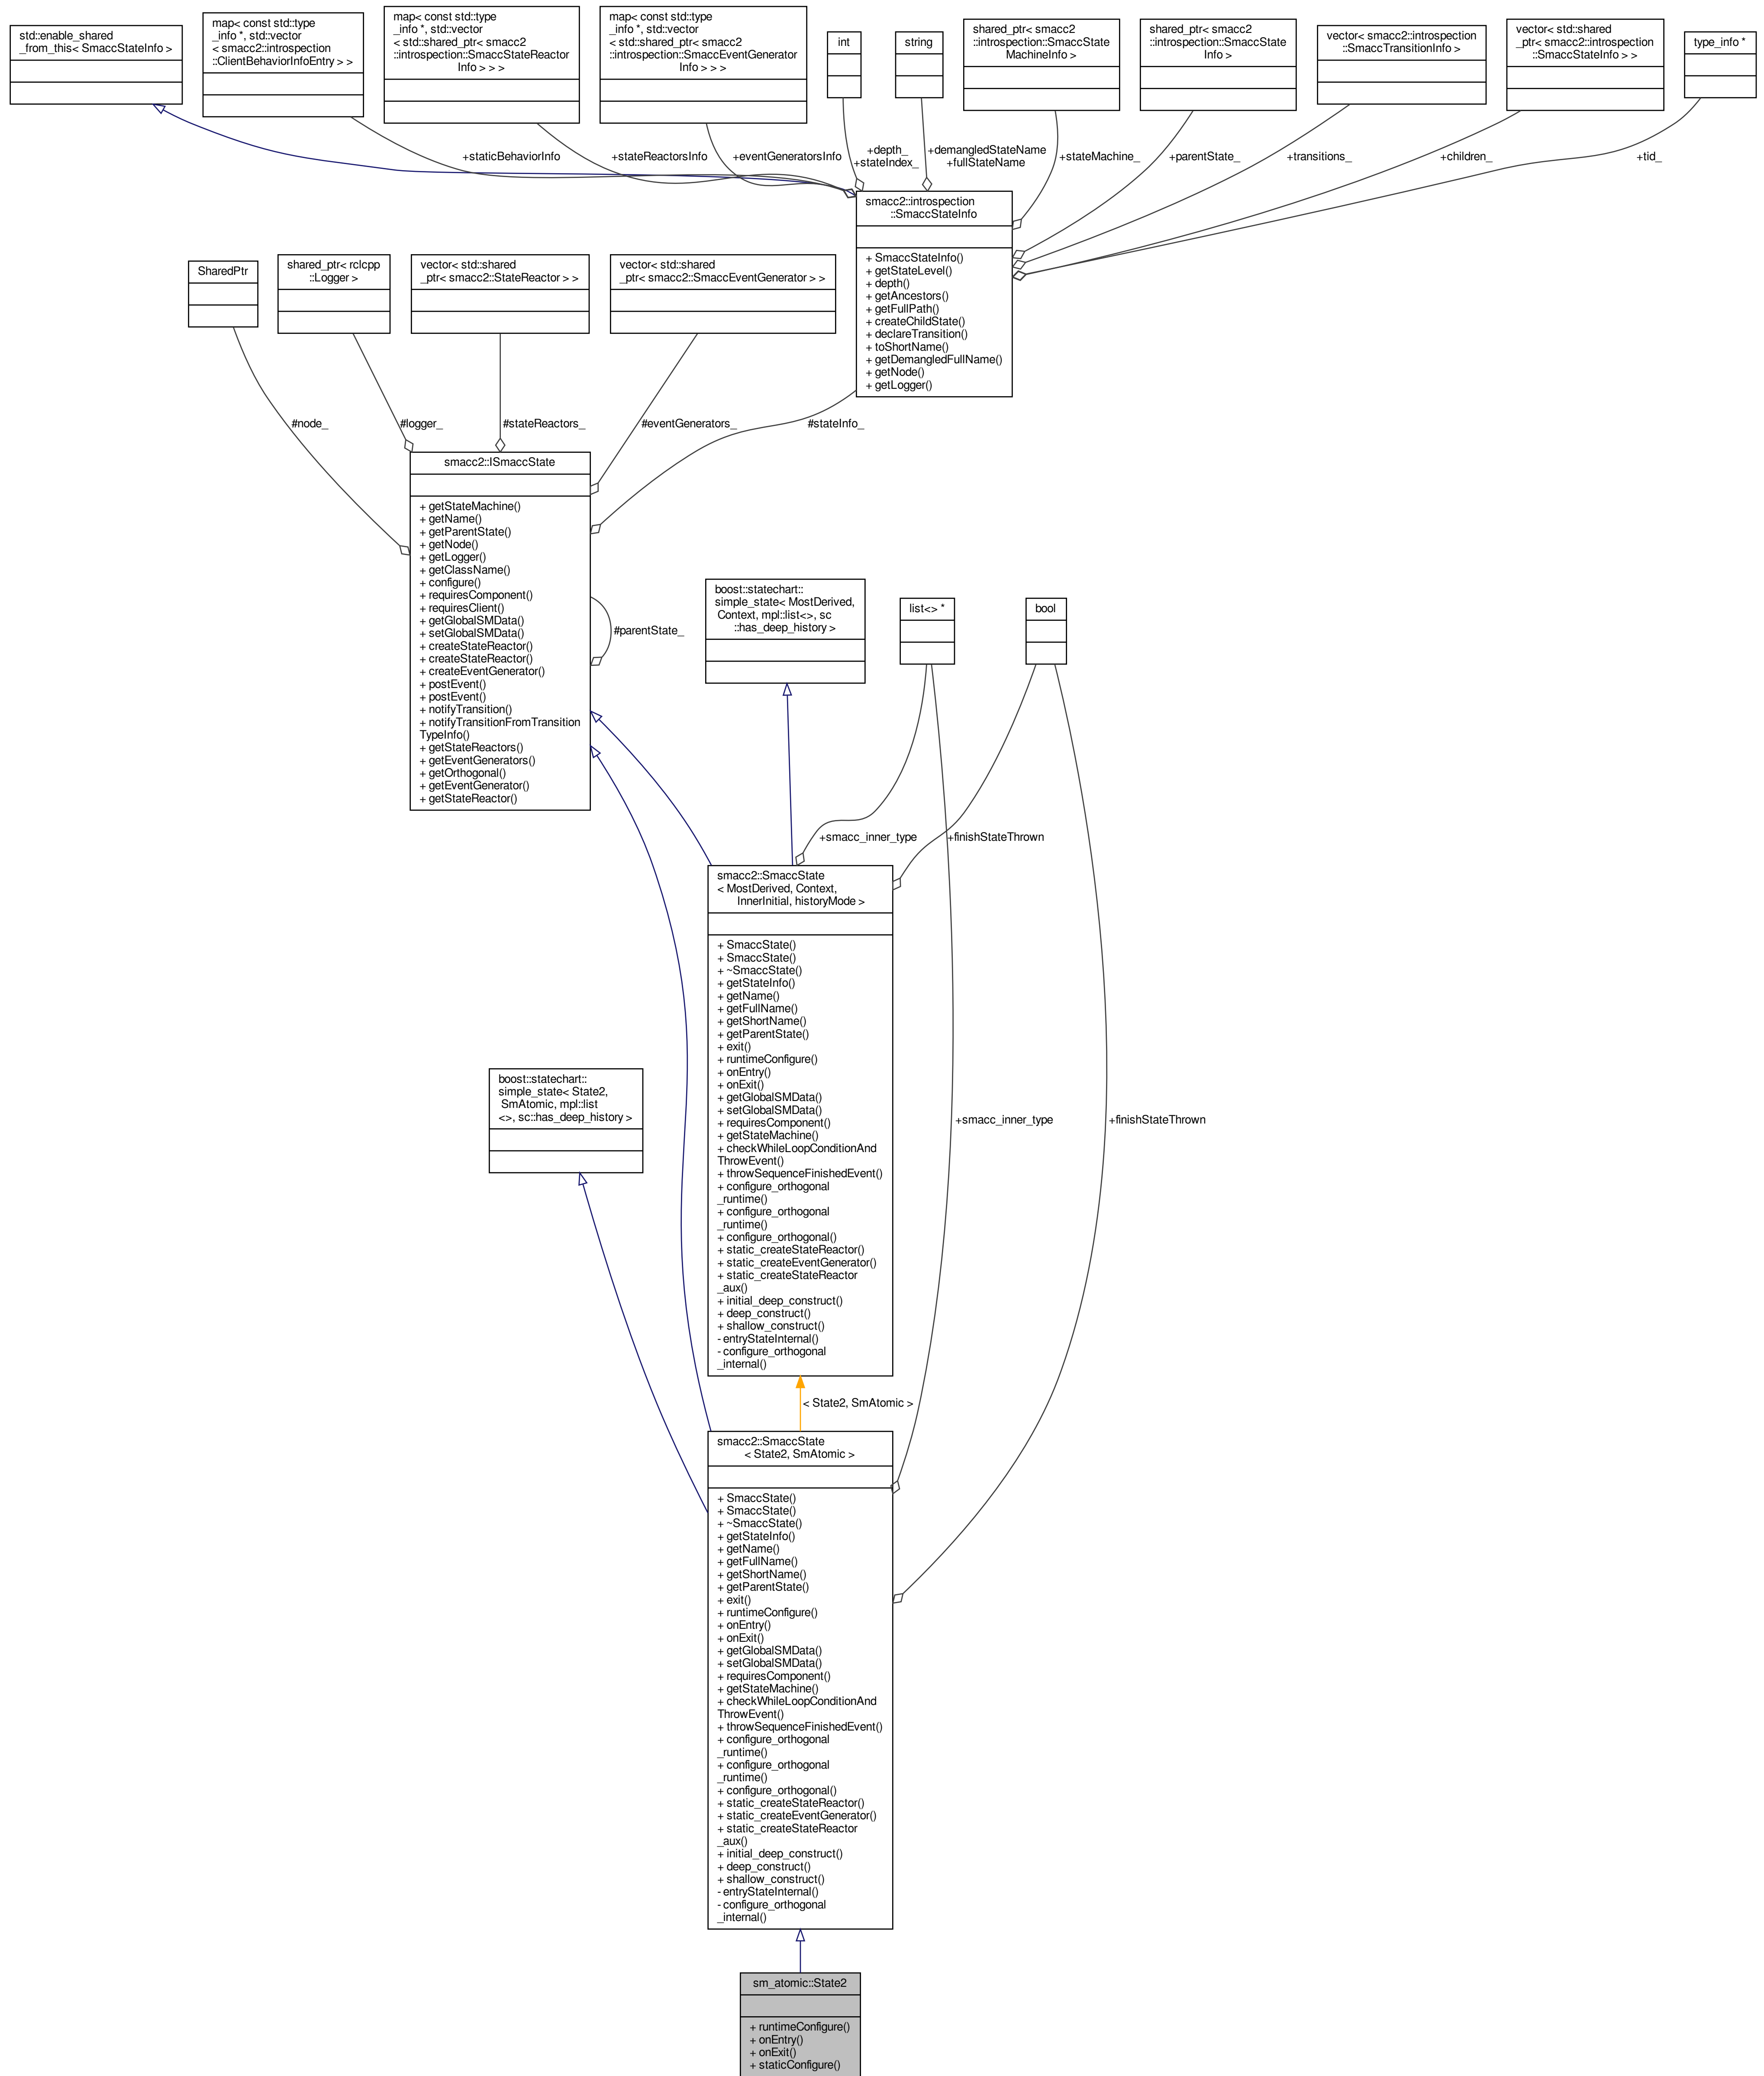 std::enable_shared
_from_this< SmaccStateInfo >
map< const std::type
_info *, std::vector
< smacc2::introspection
::ClientBehaviorInfoEntry > >
map< const std::type
_info *, std::vector
< std::shared_ptr< smacc2
::introspection::SmaccStateReactor
Info > > >
map< const std::type
_info *, std::vector
< std::shared_ptr< smacc2
::introspection::SmaccEventGenerator
Info > > >
int
string
shared_ptr< smacc2
::introspection::SmaccState
MachineInfo >
shared_ptr< smacc2
::introspection::SmaccState
Info >
vector< smacc2::introspection
::SmaccTransitionInfo >
vector< std::shared
_ptr< smacc2::introspection
::SmaccStateInfo > >
type_info *
+staticBehaviorInfo
+stateReactorsInfo
+eventGeneratorsInfo
+depth_
+stateIndex_
+demangledStateName
+fullStateName
+stateMachine_
+parentState_
+transitions_
+children_
+tid_
smacc2::introspection
::SmaccStateInfo
+ SmaccStateInfo()
+ getStateLevel()
+ depth()
+ getAncestors()
+ getFullPath()
+ createChildState()
+ declareTransition()
+ toShortName()
+ getDemangledFullName()
+ getNode()
+ getLogger()
SharedPtr
shared_ptr< rclcpp
::Logger >
vector< std::shared
_ptr< smacc2::StateReactor > >
vector< std::shared
_ptr< smacc2::SmaccEventGenerator > >
#node_
#logger_
#stateReactors_
#eventGenerators_
#stateInfo_
smacc2::ISmaccState
+ getStateMachine()
+ getName()
+ getParentState()
+ getNode()
+ getLogger()
+ getClassName()
+ configure()
+ requiresComponent()
+ requiresClient()
+ getGlobalSMData()
+ setGlobalSMData()
+ createStateReactor()
+ createStateReactor()
+ createEventGenerator()
+ postEvent()
+ postEvent()
+ notifyTransition()
+ notifyTransitionFromTransition
TypeInfo()
+ getStateReactors()
+ getEventGenerators()
+ getOrthogonal()
+ getEventGenerator()
+ getStateReactor()
#parentState_
boost::statechart::
simple_state< MostDerived,
Context, mpl::list<>, sc
::has_deep_history >
list<> *
bool
+smacc_inner_type
+finishStateThrown
smacc2::SmaccState
< MostDerived, Context,
InnerInitial, historyMode >
+ SmaccState()
+ SmaccState()
+ ~SmaccState()
+ getStateInfo()
+ getName()
+ getFullName()
+ getShortName()
+ getParentState()
+ exit()
+ runtimeConfigure()
+ onEntry()
+ onExit()
+ getGlobalSMData()
+ setGlobalSMData()
+ requiresComponent()
+ getStateMachine()
+ checkWhileLoopConditionAnd
ThrowEvent()
+ throwSequenceFinishedEvent()
+ configure_orthogonal
_runtime()
+ configure_orthogonal
_runtime()
+ configure_orthogonal()
+ static_createStateReactor()
+ static_createEventGenerator()
+ static_createStateReactor
_aux()
+ initial_deep_construct()
+ deep_construct()
+ shallow_construct()
- entryStateInternal()
- configure_orthogonal
_internal()
boost::statechart::
simple_state< State2,
SmAtomic, mpl::list
<>, sc::has_deep_history >
+smacc_inner_type
+finishStateThrown
< State2, SmAtomic >
smacc2::SmaccState
< State2, SmAtomic >
+ SmaccState()
+ SmaccState()
+ ~SmaccState()
+ getStateInfo()
+ getName()
+ getFullName()
+ getShortName()
+ getParentState()
+ exit()
+ runtimeConfigure()
+ onEntry()
+ onExit()
+ getGlobalSMData()
+ setGlobalSMData()
+ requiresComponent()
+ getStateMachine()
+ checkWhileLoopConditionAnd
ThrowEvent()
+ throwSequenceFinishedEvent()
+ configure_orthogonal
_runtime()
+ configure_orthogonal
_runtime()
+ configure_orthogonal()
+ static_createStateReactor()
+ static_createEventGenerator()
+ static_createStateReactor
_aux()
+ initial_deep_construct()
+ deep_construct()
+ shallow_construct()
- entryStateInternal()
- configure_orthogonal
_internal()
sm_atomic::State2
+ runtimeConfigure()
+ onEntry()
+ onExit()
+ staticConfigure()